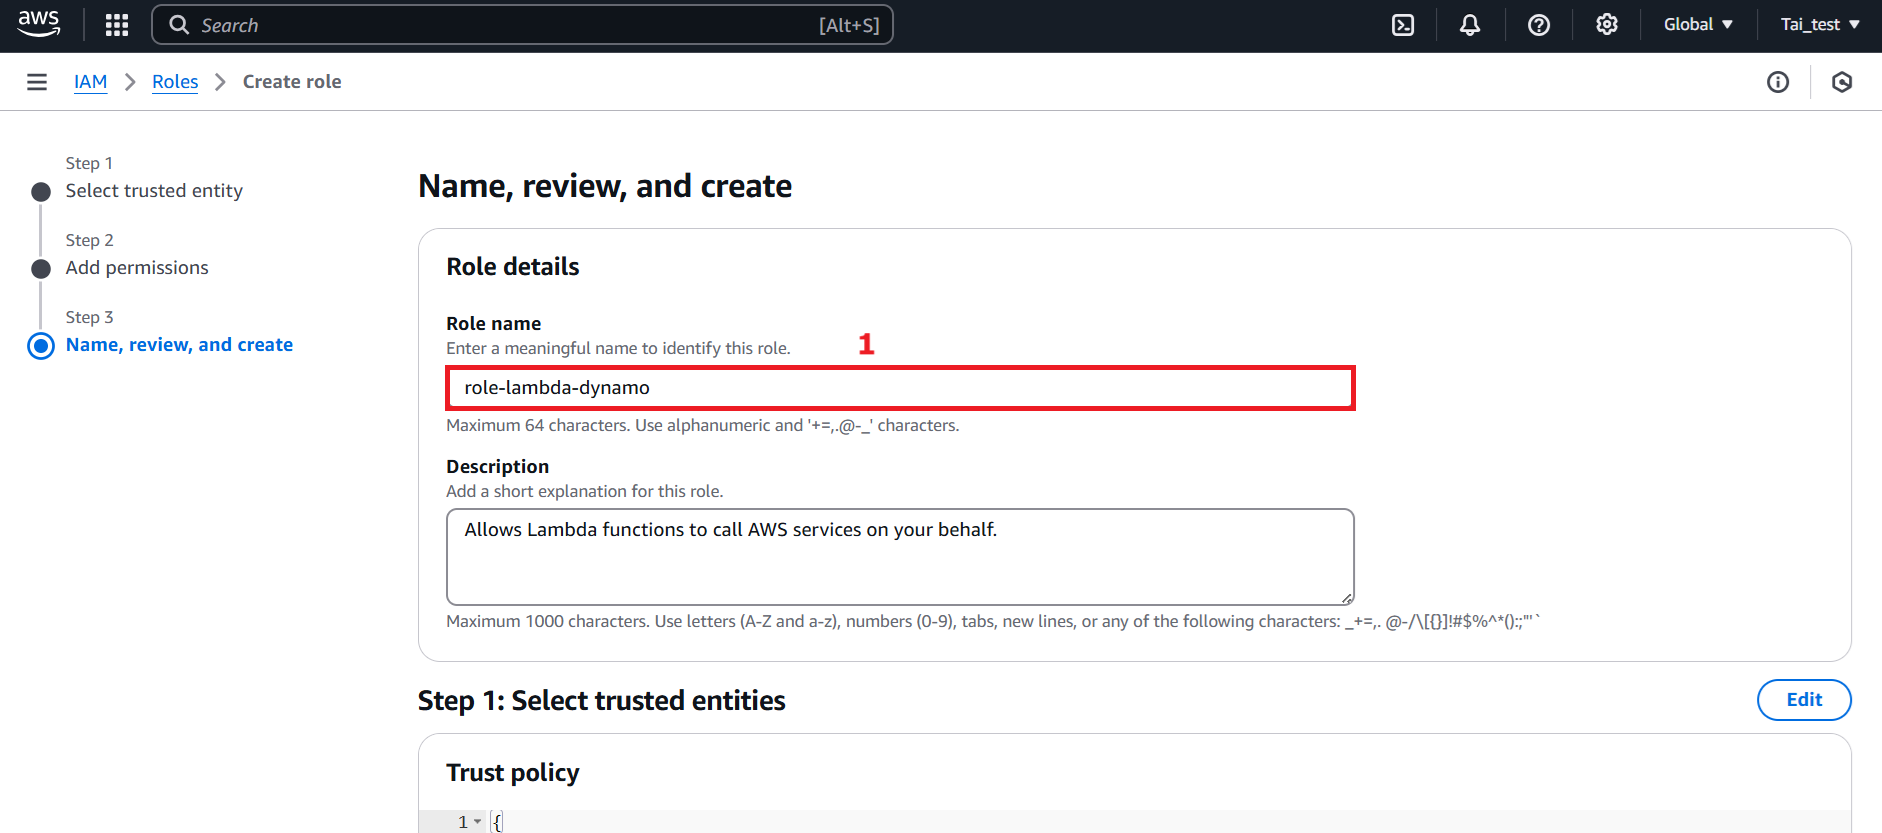 aws
Search [Alt+S]
Global Tai_test
IAM Roles Create role
Step 1
Select trusted entity
Step 2
Add permissions
Step 3
Name, review, and create
Name, review, and create
Role details
Role name
Enter a meaningful name to identify this role.
1
role-lambda-dynamo
Maximum 64 characters. Use alphanumeric and '+=,.@-_' characters.
Description
Add a short explanation for this role.
Allows Lambda functions to call AWS services on your behalf.
Maximum 1000 characters. Use letters (A-Z and a-z), numbers (0-9), tabs, new lines, or any of the following characters: _+=,. @-/\[{}]!#$%^*();:"'`
Step 1: Select trusted entities
Edit
Trust policy
1 {